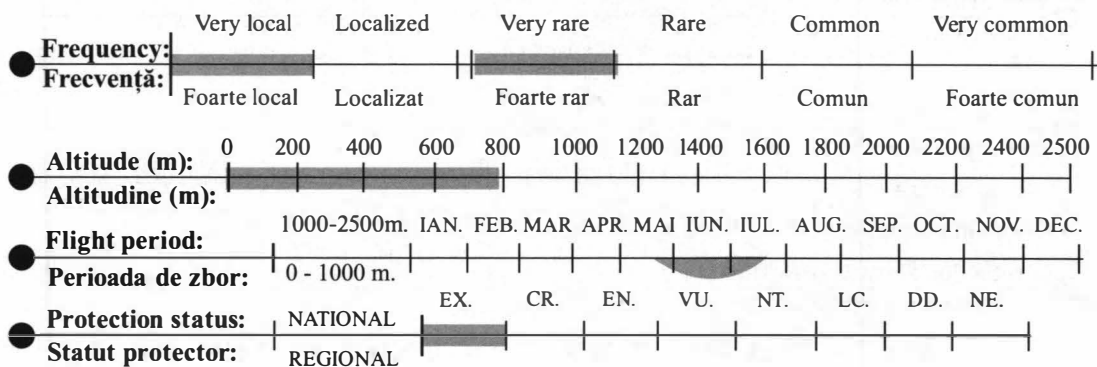 Very local Localized Very rare Rare Common Very common
Frequency:
Frecvență:
Foarte local Localizat Foarte rar Rar Comun Foarte comun
0 200 400 600 800 1000 1200 1400 1600 1800 2000 2200 2400 2500
Altitude (m):
Altitudine (m):
1000-2500m. IAN. FEB. MAR APR. MAI IUN. IUL. AUG. SEP. OCT. NOV. DEC.
Flight period:
Perioada de zbor: 0 - 1000 m.
EX. CR. EN. VU. NT. LC. DD. NE.
Protection status: NATIONAL
Statut protector: REGIONAL